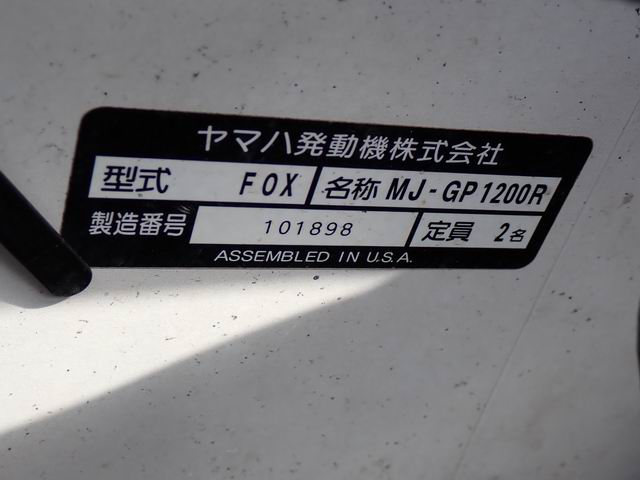 ヤマハ発動機株式会社
型式 FOX 名称 MJ-GP1200R
製造番号 101898 定員 2名
ASSEMBLED IN U.S.A.